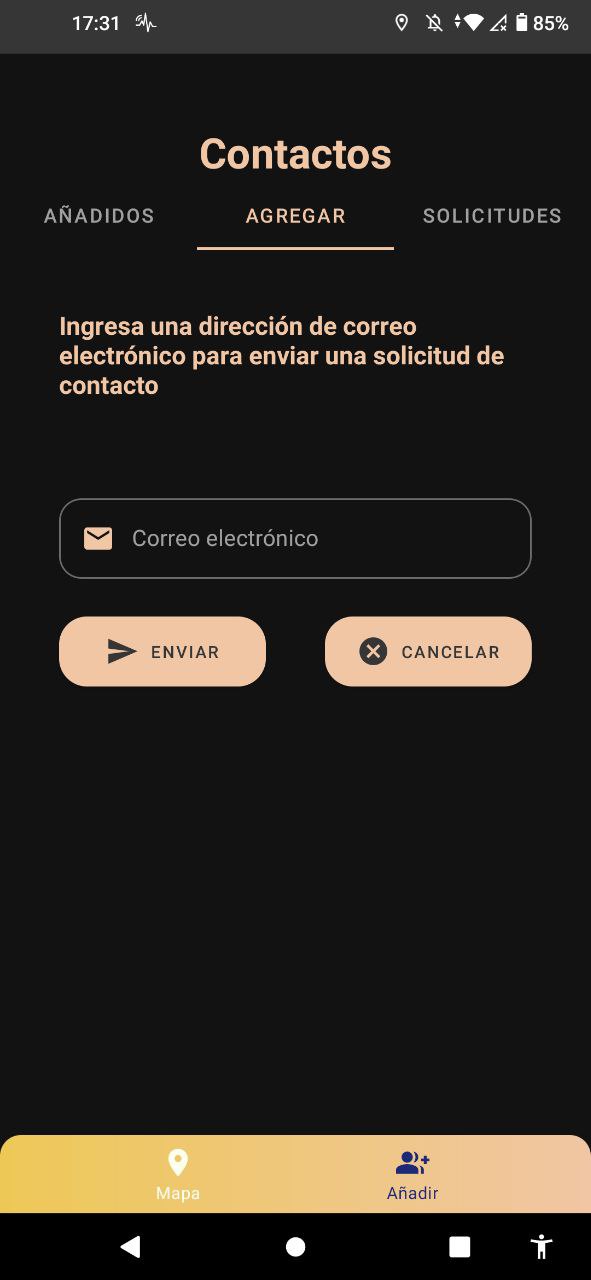 17:31
85%
Contactos
AÑADIDOS
AGREGAR
SOLICITUDES
Ingresa una dirección de correo
electrónico para enviar una solicitud de
contacto
Correo electrónico
ENVIAR
CANCELAR
Mapa
Añadir